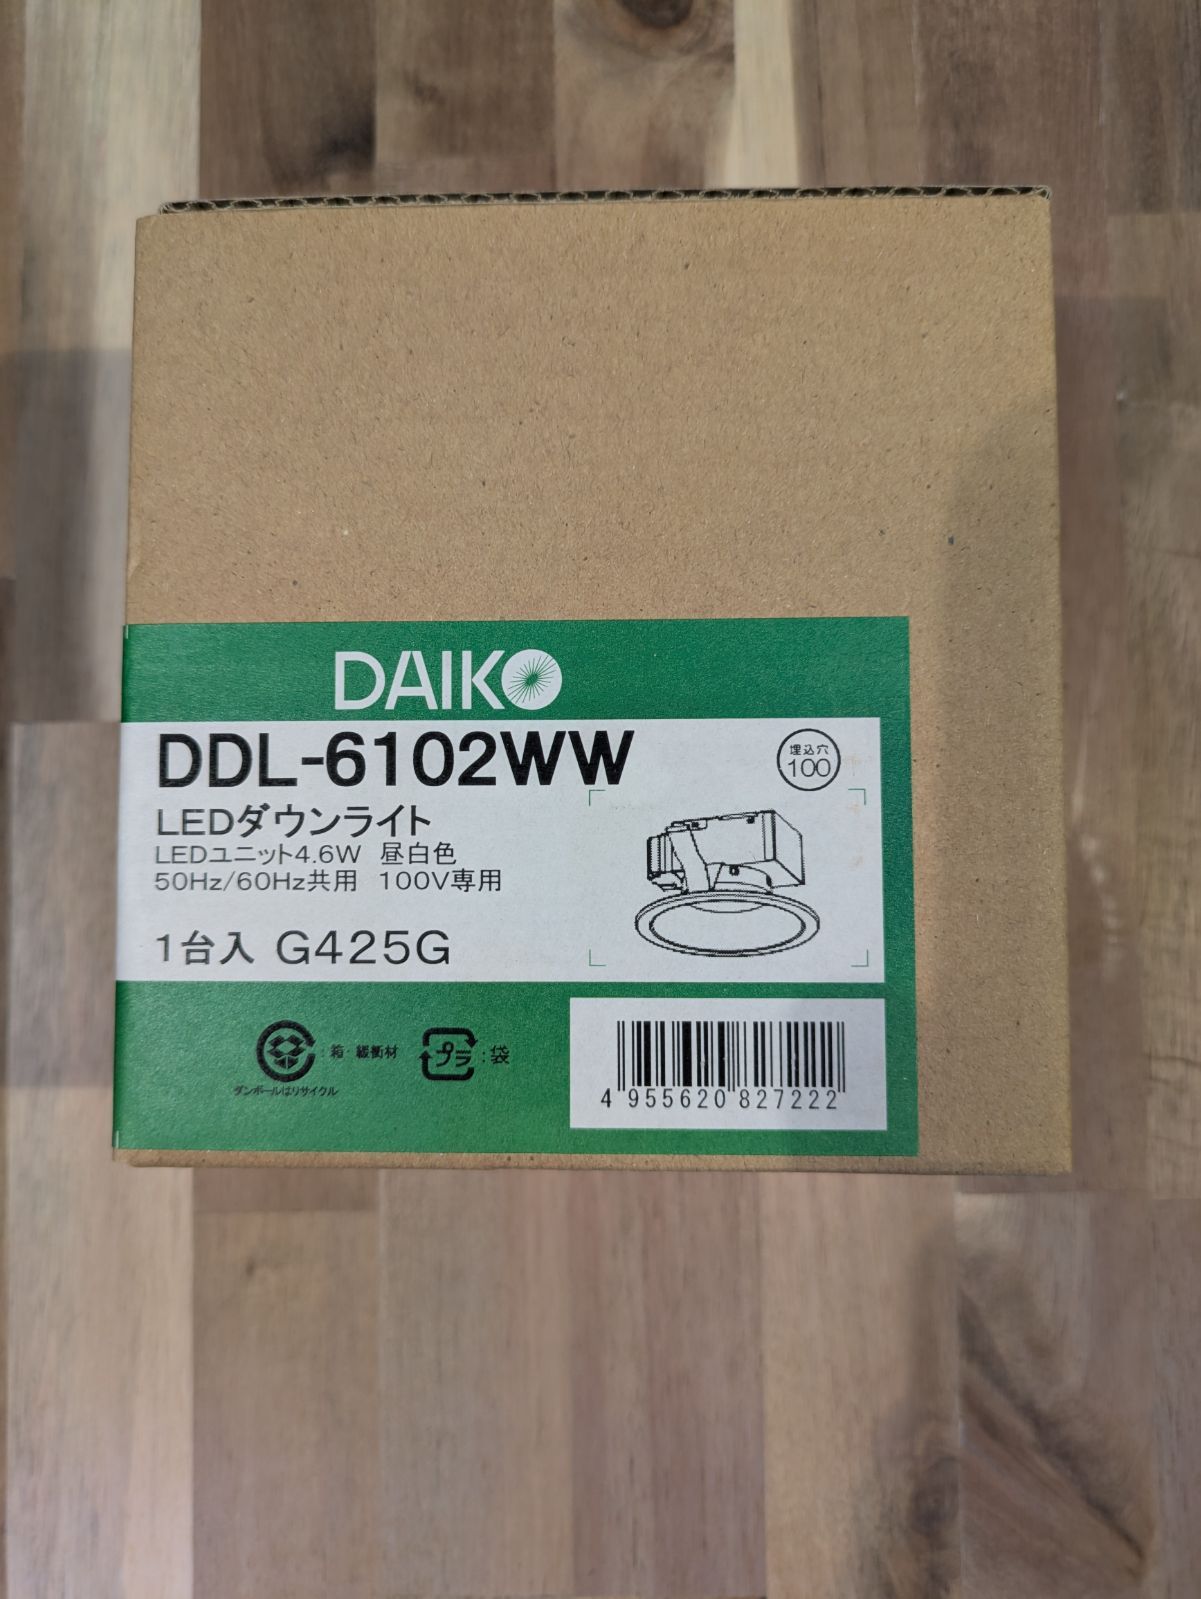 DAIKO
DDL-6102WW
埋込穴
100
LEDダウンライト
LEDユニット4.6W 昼白色
50Hz/60Hz共用 100V専用
1台入 G425G
:箱・緩衝材
プラ
:袋
ダンボールはリサイクル
4 955620 827222